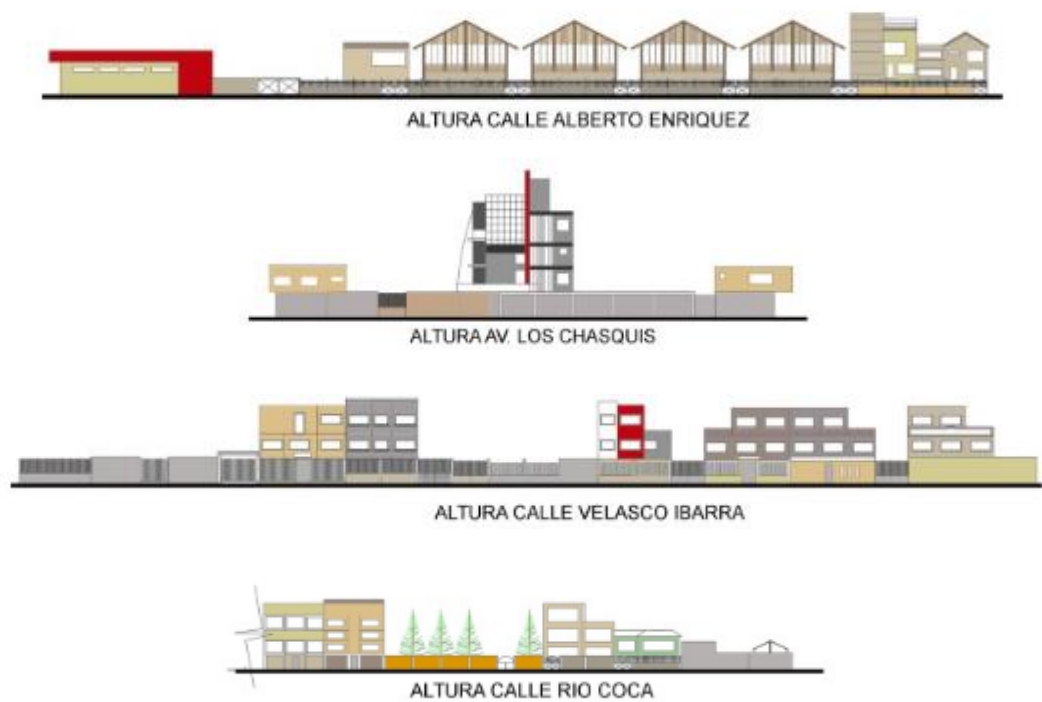 ALTURA CALLE ALBERTO ENRIQUEZ
ALTURA AV. LOS CHASQUIS
ALTURA CALLE VELASCO IBARRA
ALTURA CALLE RIO COCA